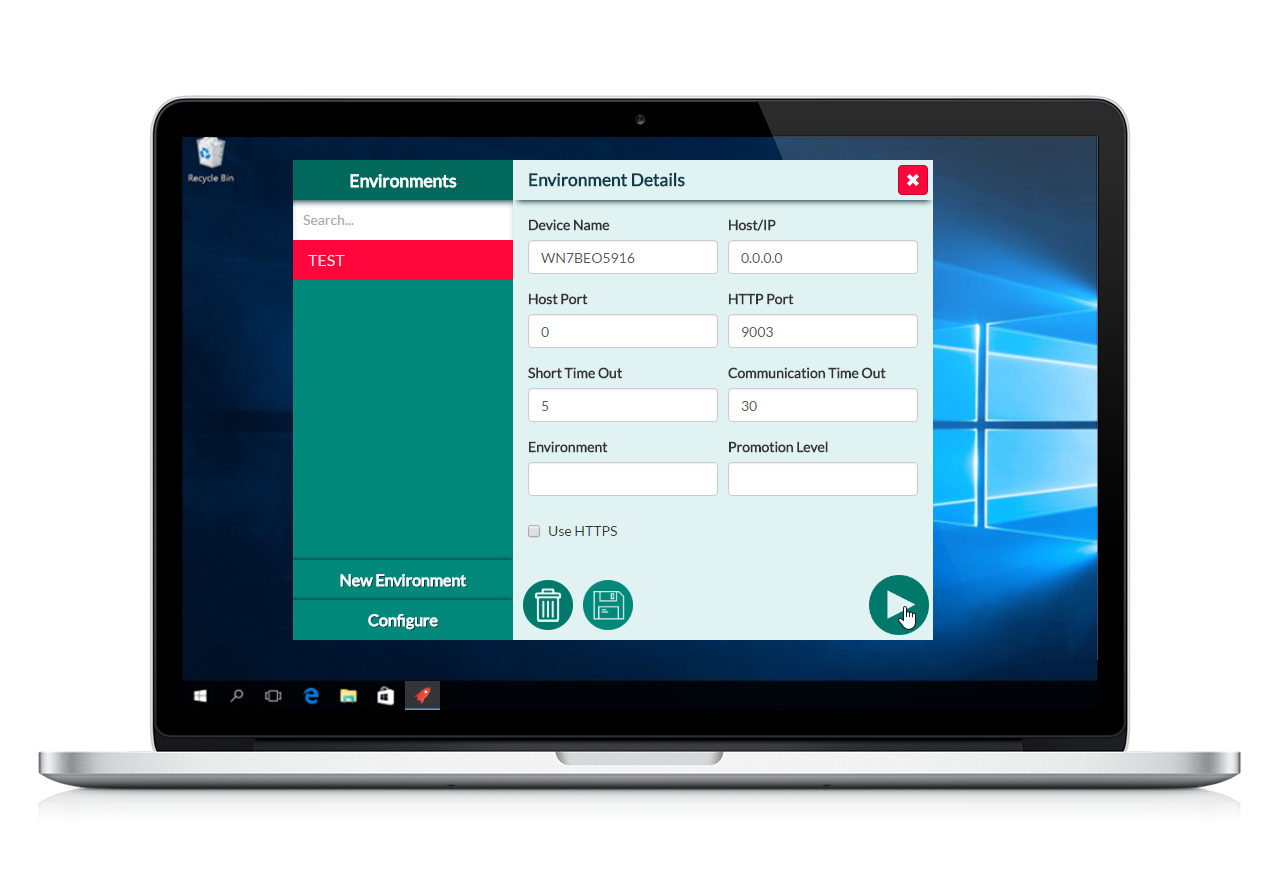 Recycle Bin
Environments
Search...
TEST
New Environment
Configure
Environment Details
Device Name
Host/IP
WN7BEO5916
0.0.0.0
Host Port
HTTP Port
0
9003
Short Time Out
Communication Time Out
5
30
Environment
Promotion Level
Use HTTPS